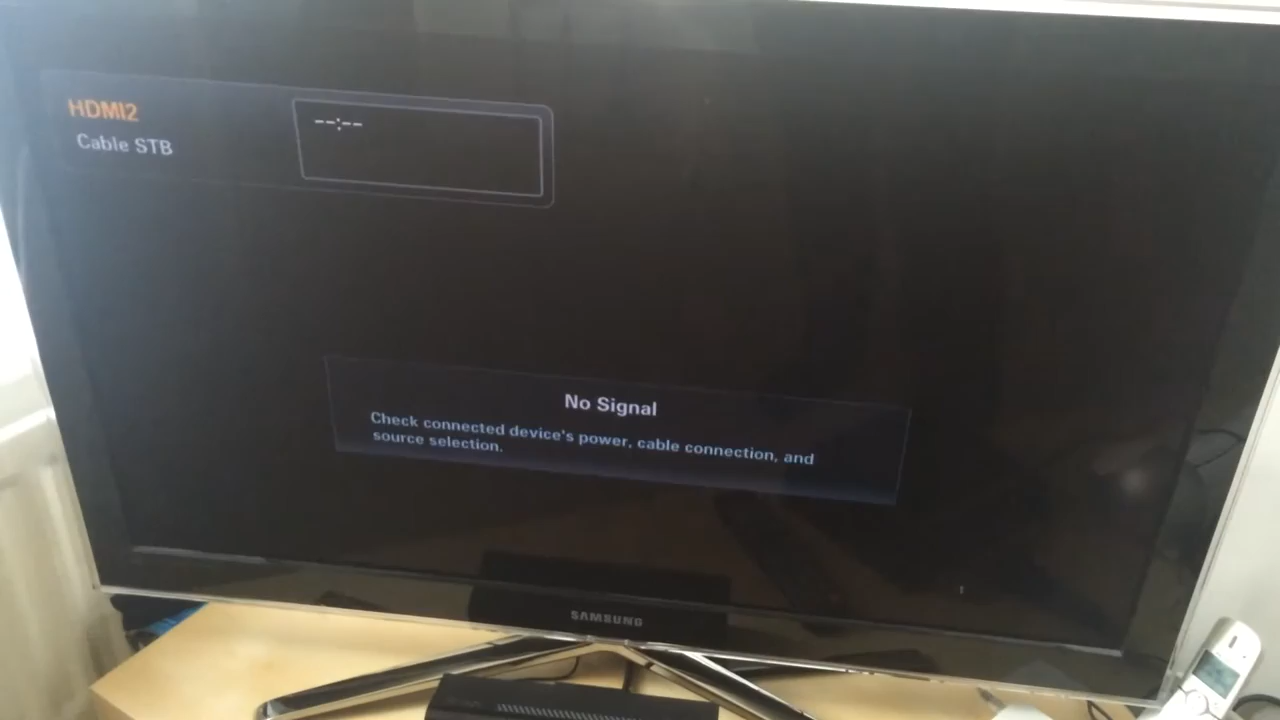 HDMI2
--:--
Cable STB
No Signal
Check connected device's power, cable connection, and
source selection.
SAMSUNG